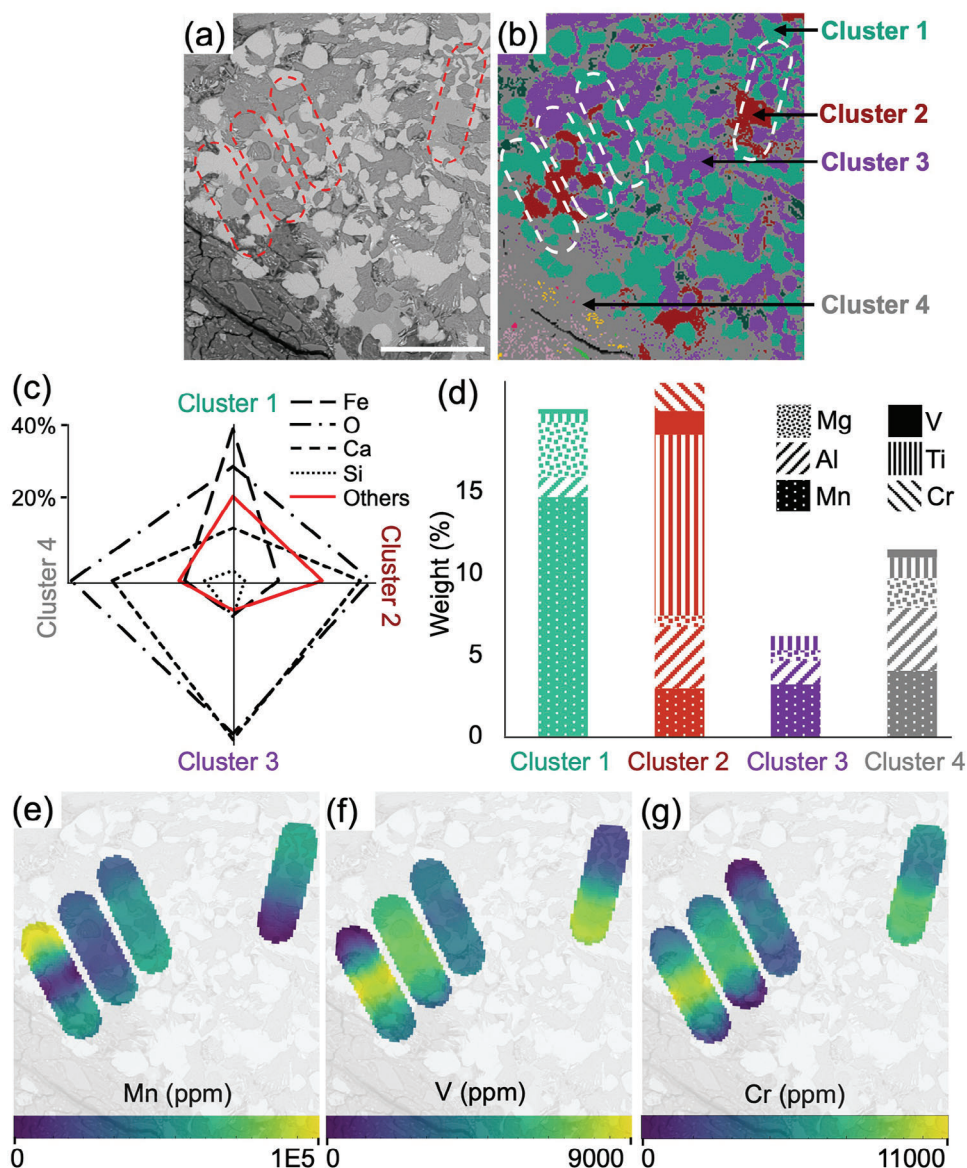 (a)
(b)
Cluster 1
Cluster 2
Cluster 3
Cluster 4
(c)
Cluster 1
40%
20%
Fe
O
Ca
Si
Others
Cluster 4
Cluster 2
Cluster 3
(d)
Weight (%)
15
10
5
0
Mg
V
Al
Ti
Mn
Cr
Cluster 1
Cluster 2
Cluster 3
Cluster 4
(e)
(f)
(g)
Mn (ppm)
V (ppm)
Cr (ppm)
0
1E5
0
9000
0
11000